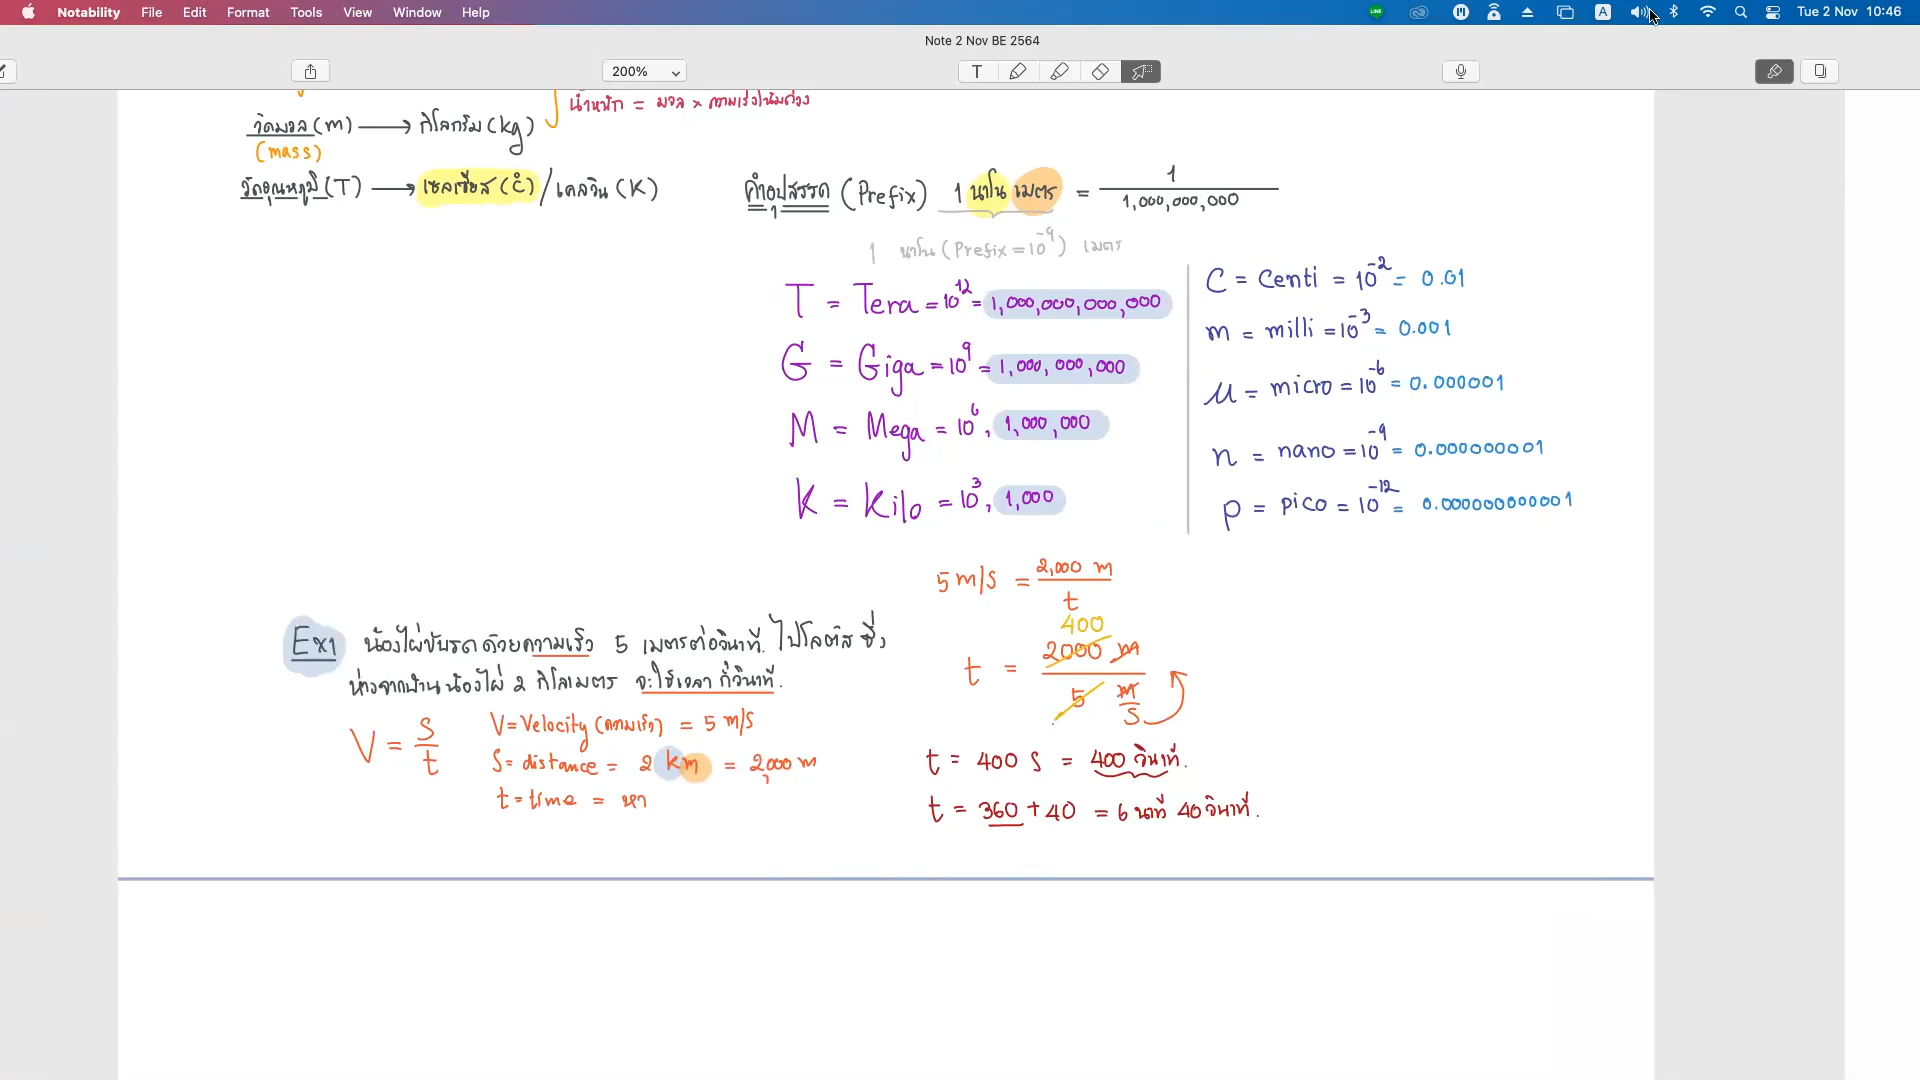 Notability File Edit Format Tools View Window Help
LINE A Tue 2 Nov 10:46
Note 2 Nov BE 2564
200%
T
น้ำหนัก = มวล × ความเร่งโน้มถ่วง
วัดมวล (m) → กิโลกรัม (kg)
(mass)
วัดอุณหภูมิ (T) → เซลเซียส (C̊) / เคลวิน (K)
คำอุปสรรค (Prefix) 1 นาโน เมตร = 1 / 1,000,000,000
1 นาโน (Prefix = 10⁻⁹) เมตร
T = Tera = 10¹² = 1,000,000,000,000
G = Giga = 10⁹ = 1,000,000,000
M = Mega = 10⁶, 1,000,000
K = Kilo = 10³, 1,000
C = Centi = 10⁻² = 0.01
m = milli = 10⁻³ = 0.001
μ = micro = 10⁻⁶ = 0.000001
n = nano = 10⁻⁹ = 0.000000001
p = pico = 10⁻¹² = 0.000000000001
Ex1 น้องไผ่ขับรถด้วยความเร็ว 5 เมตรต่อวินาที ไปโลตัส ซึ่ง
ห่างจากบ้านน้องไผ่ 2 กิโลเมตร จะใช้เวลา กี่วินาที.
V = S / t
V = Velocity (ความเร็ว) = 5 m/s
S = distance = 2 km = 2,000 m
t = time = หา
5 m/s = 2,000 m / t
400
t = 2000 m / 5 m/s
t = 400 s = 400 วินาที.
t = 360 + 40 = 6 นาที 40 วินาที.